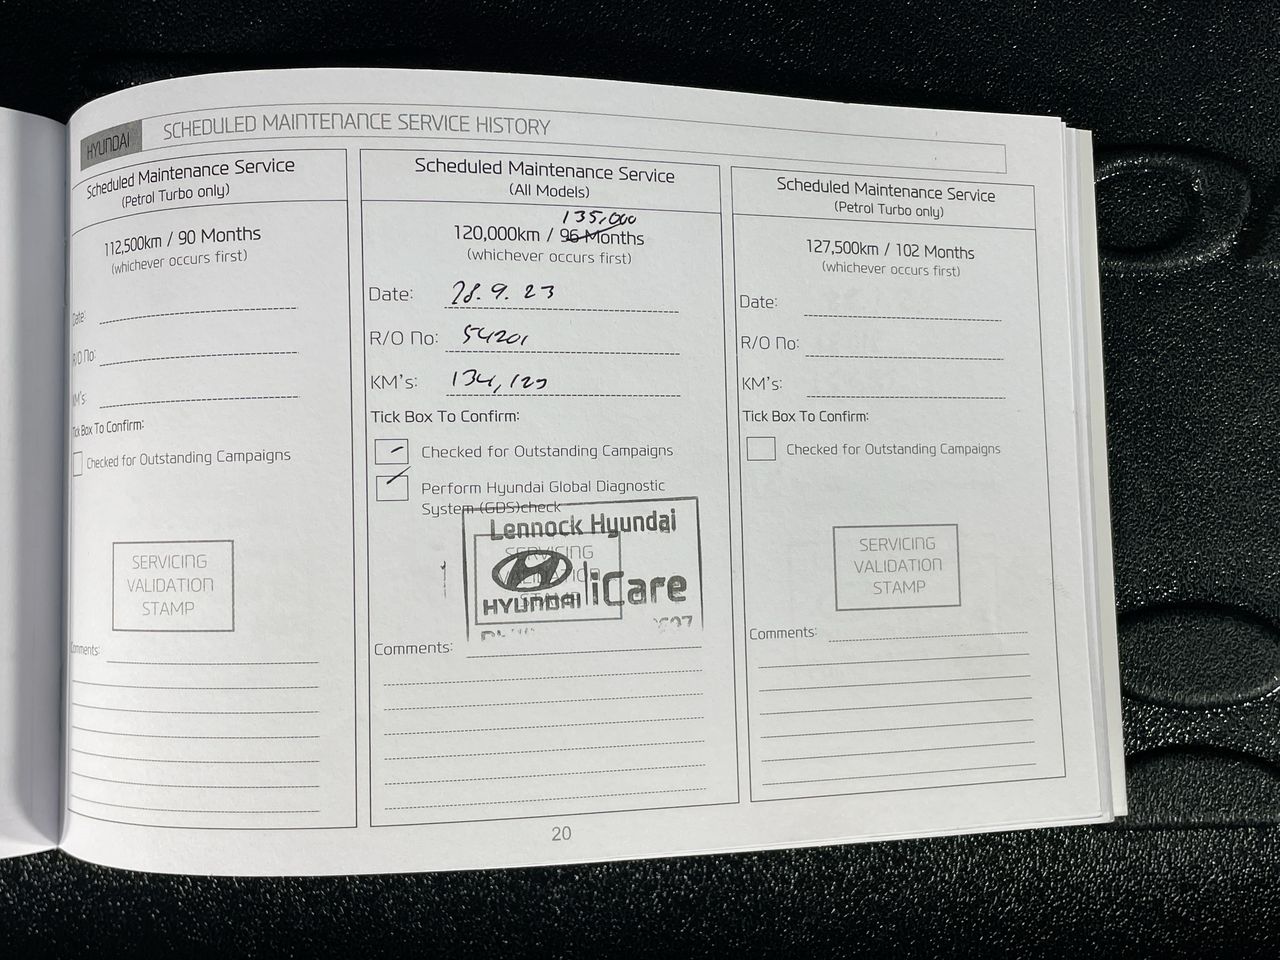 HYUNDAI
SCHEDULED MAINTENANCE SERVICE HISTORY
Scheduled Maintenance Service
(Petrol Turbo only)
112,500km / 90 Months
(whichever occurs first)
Date:
R/O No:
KM's:
Tick Box To Confirm:
Checked for Outstanding Campaigns
SERVICING
VALIDATION
STAMP
Comments:
Scheduled Maintenance Service
(All Models)
135,000
120,000km / 96 Months
(whichever occurs first)
Date: 28.9.23
R/O No: 54201
KM's: 134,123
Tick Box To Confirm:
Checked for Outstanding Campaigns
Perform Hyundai Global Diagnostic
System (GDS)check
Lennock Hyundai
SERVICING
VALIDATION
STAMP
HYUNDAI iCare
Comments:
Scheduled Maintenance Service
(Petrol Turbo only)
127,500km / 102 Months
(whichever occurs first)
Date:
R/O No:
KM's:
Tick Box To Confirm:
Checked for Outstanding Campaigns
SERVICING
VALIDATION
STAMP
Comments:
20